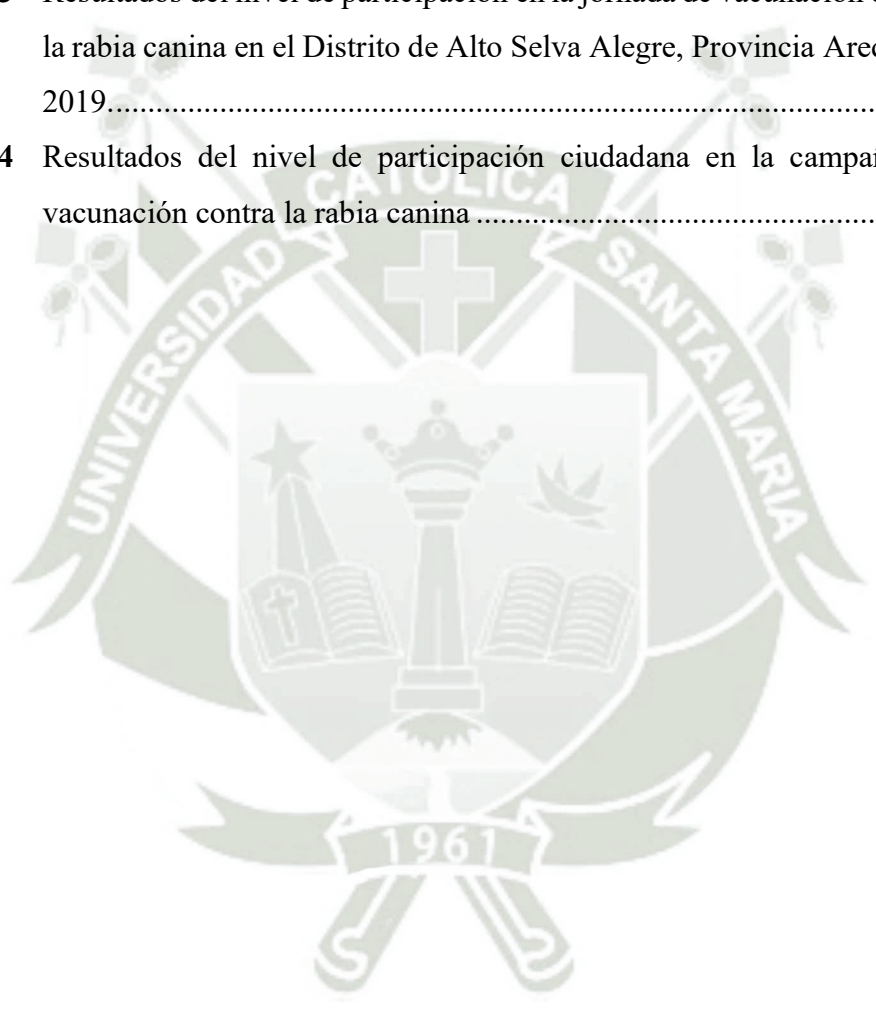 la rabia canina en el Distrito de Alto Selva Alegre, Provincia
2019................................................................................
4 Resultados del nivel de participación ciudadana en la
vacunación contra la rabia canina ..........................................
UNIVERSIDAD CATOLICA SANTA MARIA
1961